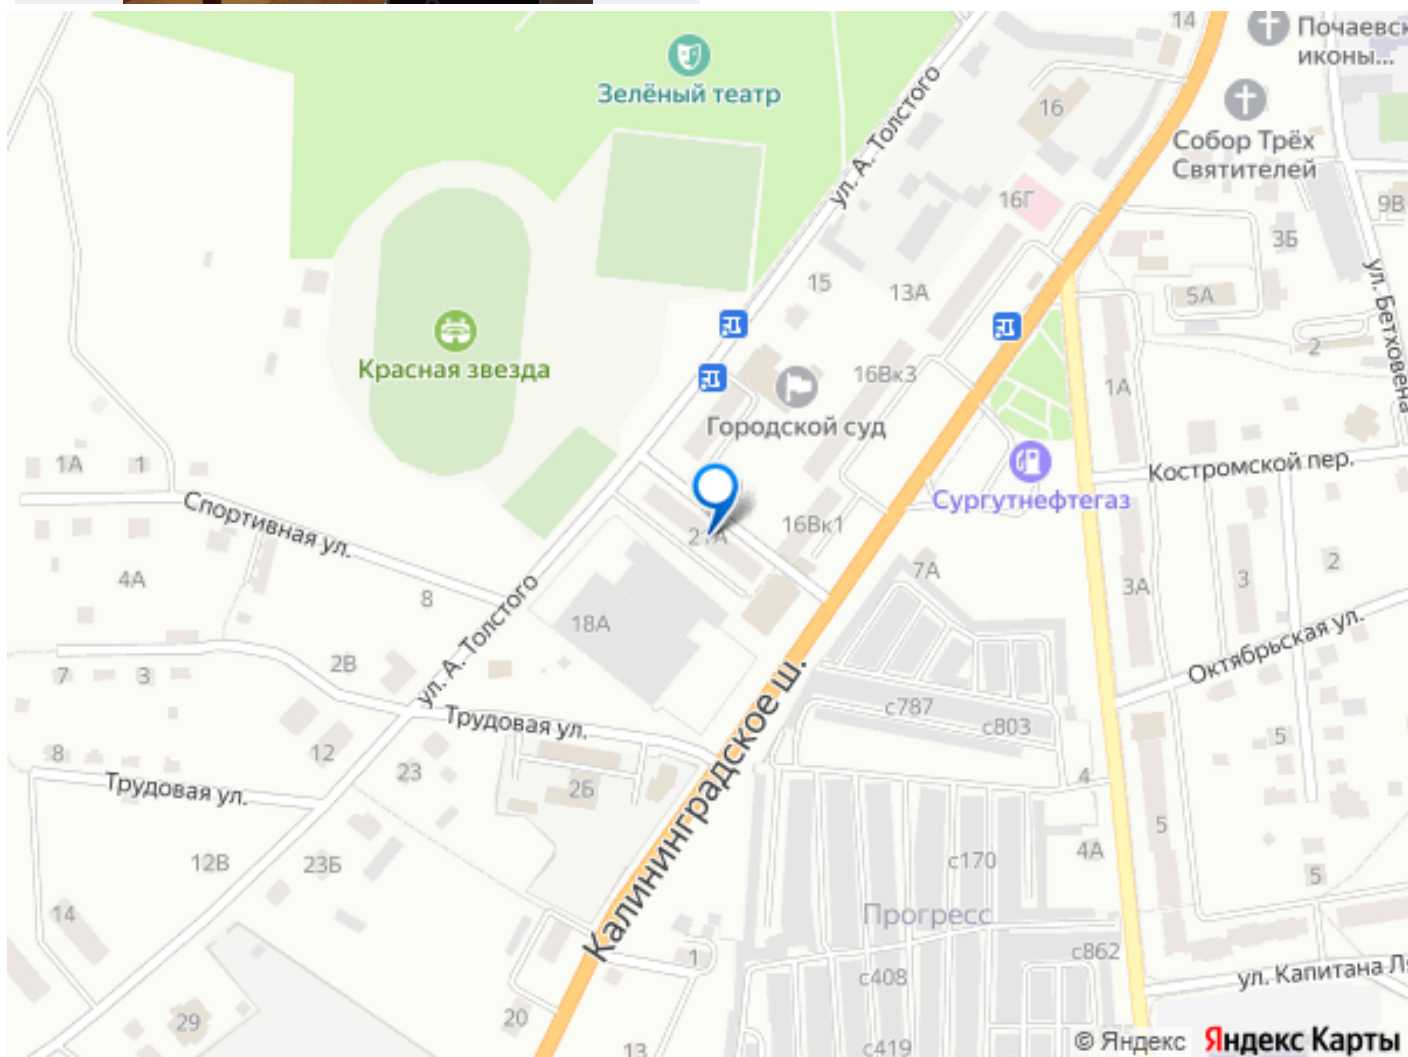 14
Почаевск
иконы...
Зелёный театр
ул. А. Толстого
16
Собор Трёх
Святителей
16Г
9В
3Б
15
13А
5А
ул. Бетховена
2
Красная звезда
16Вк3
1А
Городской суд
1А
1
Костромской пер.
Сургутнефтегаз
Спортивная ул.
21А
16Вк1
4А
7А
3А
3
2
8
18А
ул. А. Толстого
Октябрьская ул.
2В
7
3
с787
с803
Трудовая ул.
Калининградское ш.
8
12
23
5
Трудовая ул.
26
4
5
12В
23Б
с170
4А
5
14
Прогресс
1
с862
с408
ул. Капитана Ля
29
20
13
с419
© Яндекс Яндекс Карты